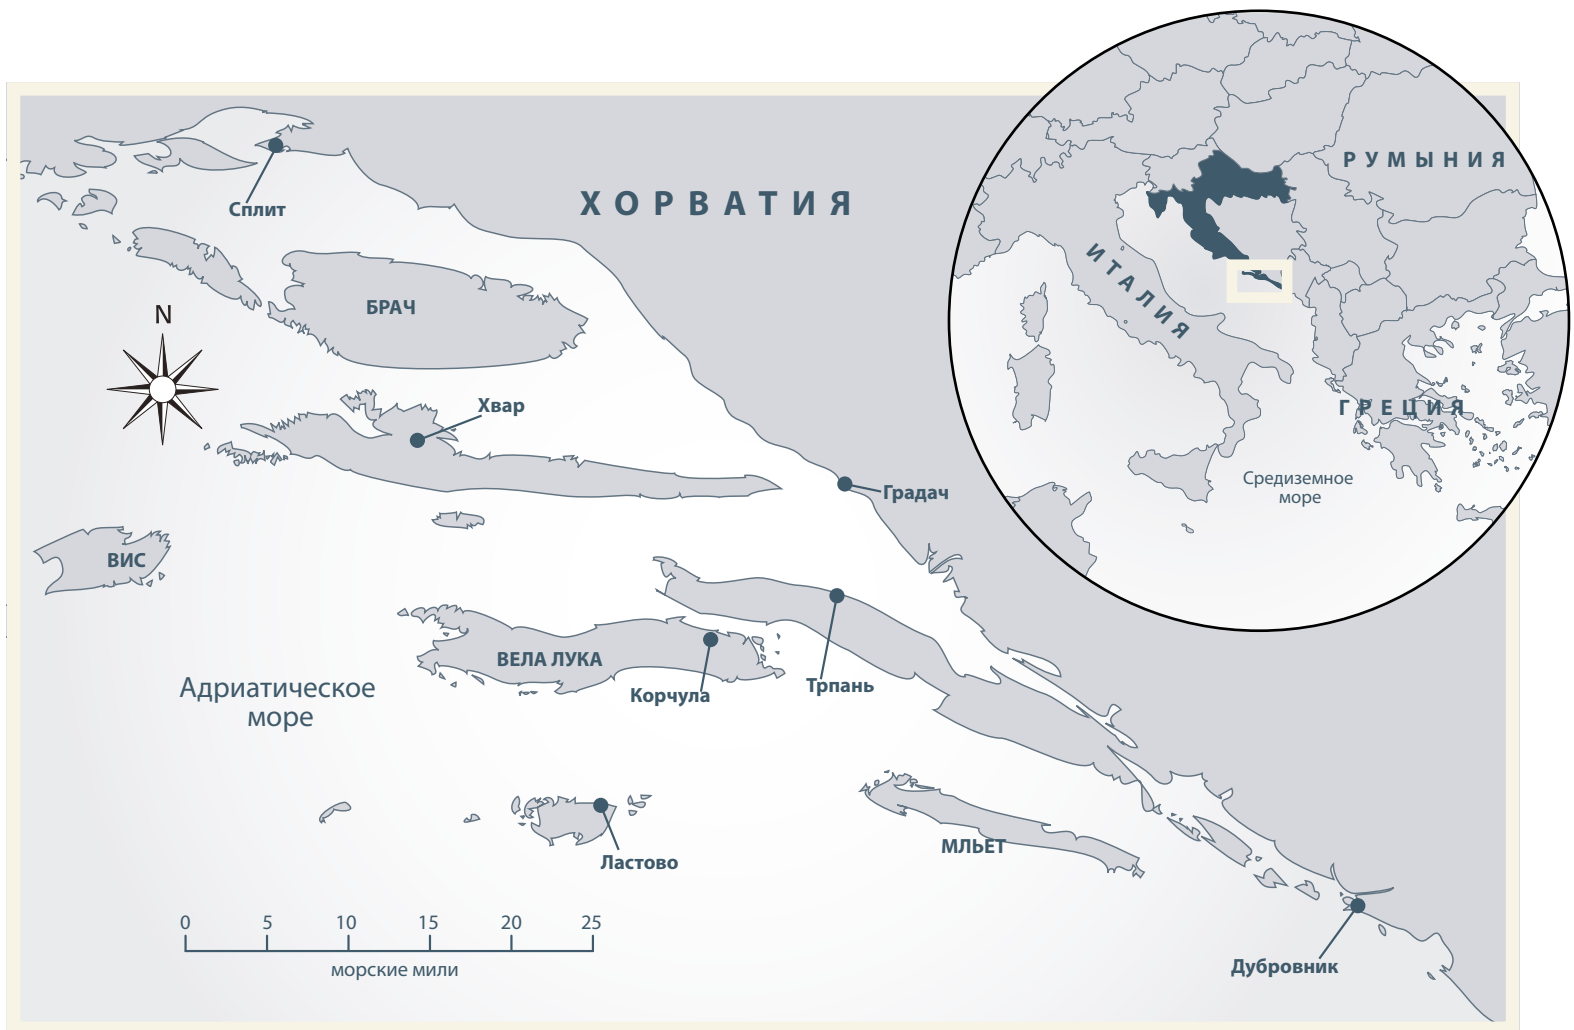 РУМЫНИЯ
ХОРВАТИЯ
Сплит
ИТАЛИЯ
БРАЧ
N
Хвар
ГРЕЦИЯ
Средиземное
море
Градач
ВИС
ВЕЛА ЛУКА
Трпань
Корчула
Адриатическое
море
МЛЬЕТ
Ластово
0 5 10 15 20 25
морские мили
Дубровник